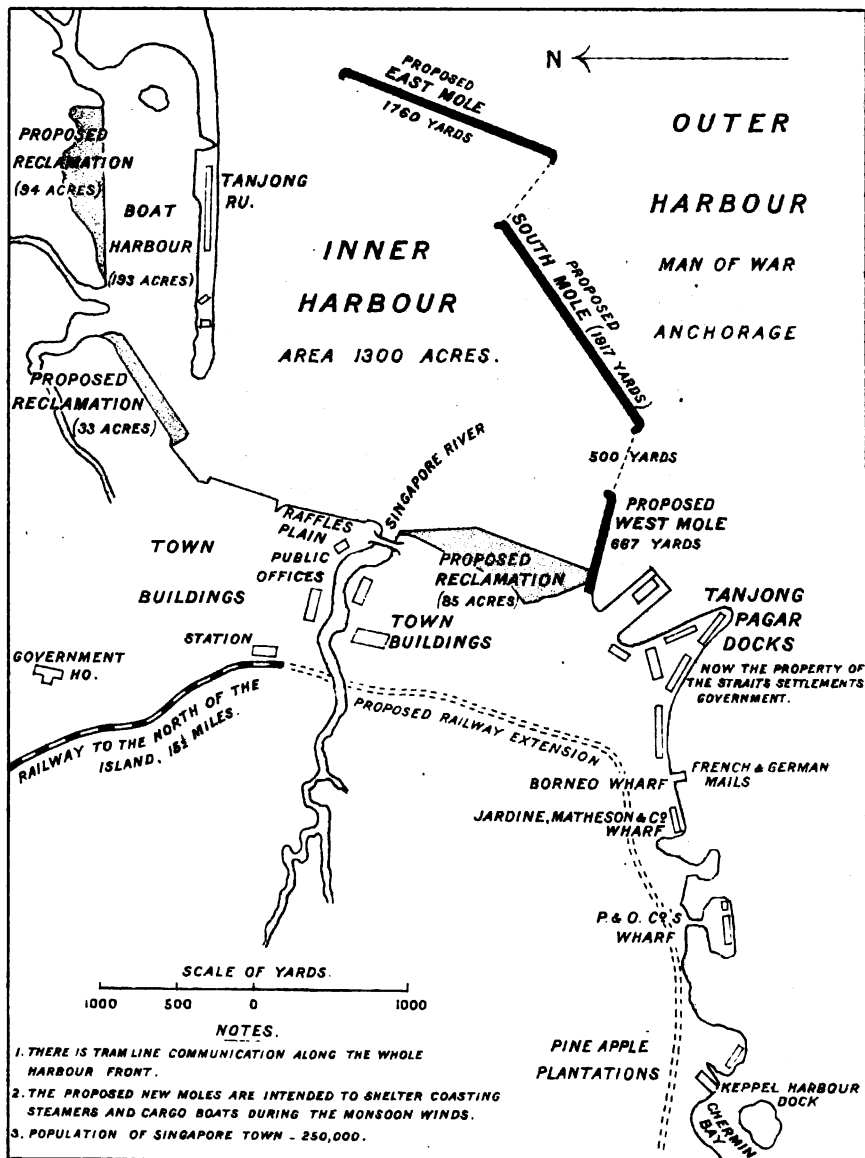 N
PROPOSED
EAST MOLE
1760 YARDS
OUTER
HARBOUR
MAN OF WAR
ANCHORAGE
PROPOSED
RECLAMATION
(94 ACRES)
BOAT
HARBOUR
(193 ACRES)
TANJONG
RU.
INNER
HARBOUR
AREA 1300 ACRES.
PROPOSED
SOUTH MOLE
(1817 YARDS)
PROPOSED
RECLAMATION
(33 ACRES)
500 YARDS
PROPOSED
WEST MOLE
667 YARDS
SINGAPORE RIVER
RAFFLES
PLAIN
PUBLIC
OFFICES
TOWN
BUILDINGS
PROPOSED
RECLAMATION
(85 ACRES)
TOWN
BUILDINGS
TANJONG
PAGAR
DOCKS
NOW THE PROPERTY OF
THE STRAITS SETTLEMENTS
GOVERNMENT.
STATION
GOVERNMENT
HO.
RAILWAY TO THE NORTH OF THE
ISLAND, 15½ MILES.
PROPOSED RAILWAY EXTENSION
BORNEO WHARF
FRENCH & GERMAN
MAILS
JARDINE, MATHESON & Cº
WHARF
P. & O. Cº'S
WHARF
SCALE OF YARDS.
1000 500 0 1000
NOTES.
1. THERE IS TRAM LINE COMMUNICATION ALONG THE WHOLE
HARBOUR FRONT.
2. THE PROPOSED NEW MOLES ARE INTENDED TO SHELTER COASTING
STEAMERS AND CARGO BOATS DURING THE MONSOON WINDS.
3. POPULATION OF SINGAPORE TOWN - 250,000.
PINE APPLE
PLANTATIONS
KEPPEL HARBOUR
DOCK
CHERMIN
BAY